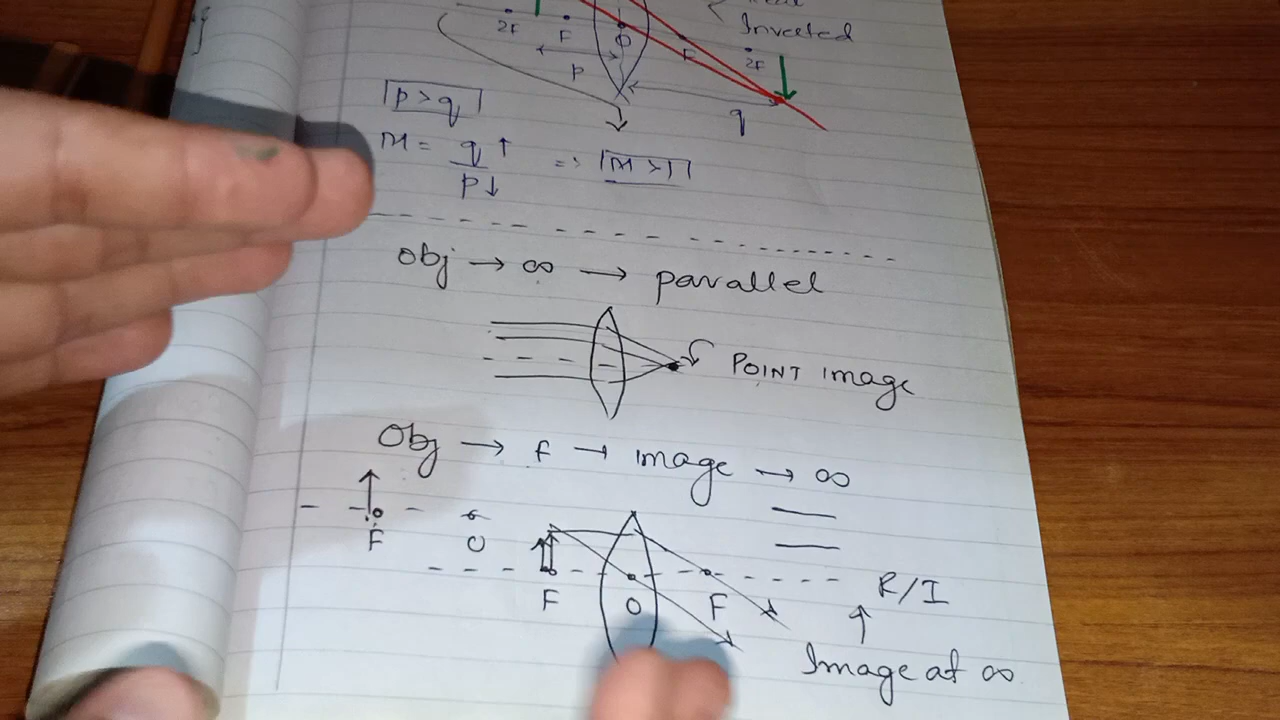 Inverted
2F F O F 2F
p
q
p > q
M = q ↑ / p ↓ => M > 1
obj → ∞ → parallel
POINT image
Obj → F → image → ∞
F O
F O F
R/I
Image at ∞